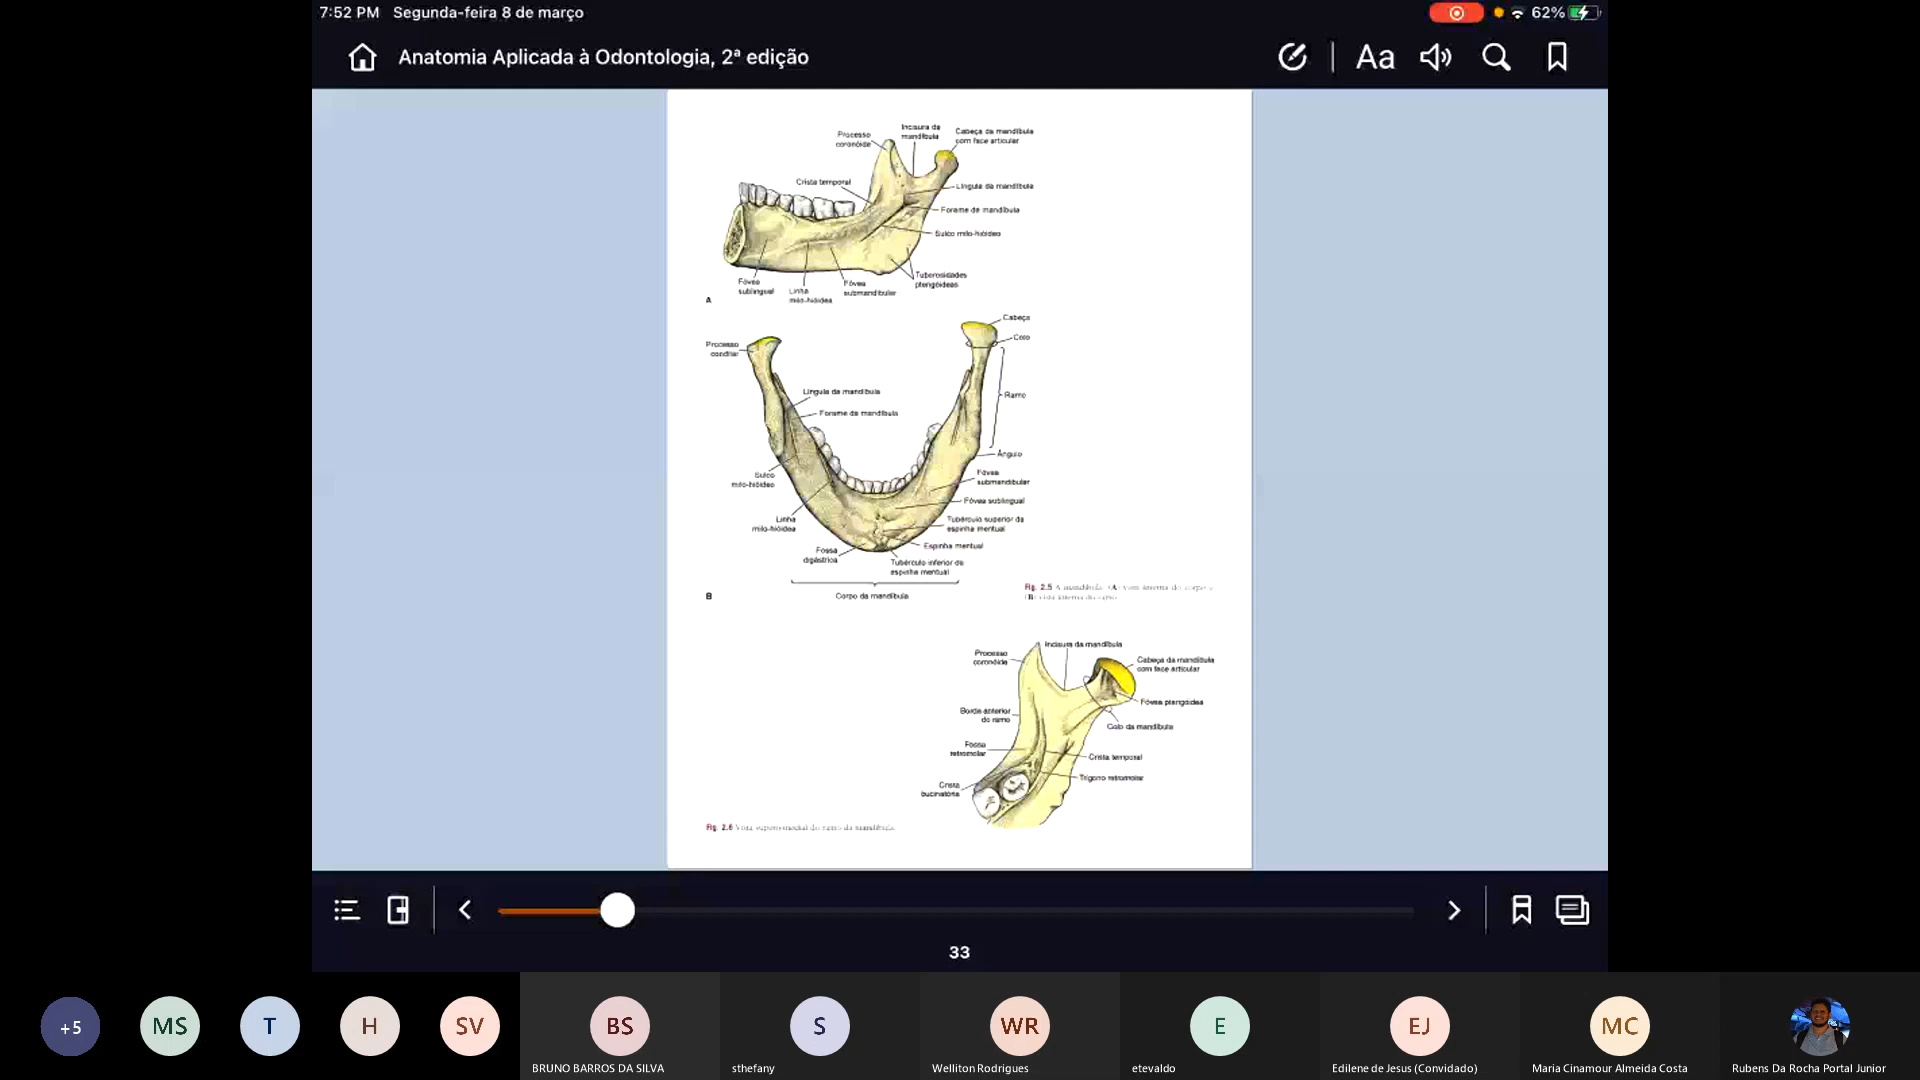 7:52 PM Segunda-feira 8 de março
62%
Anatomia Aplicada à Odontologia, 2ª edição
Aa
Processo
coronóide
Incisura da
mandíbula
Cabeça da mandíbula
com face articular
Crista temporal
Língula da mandíbula
Forame de mandíbula
Sulco milo-hióideo
Tuberosidades
pterigóideas
Fóvea
sublingual
Linha
milo-hióidea
Fóvea
submandibular
A
Cabeça
Colo
Processo
condilar
Língula da mandíbula
Forame da mandíbula
Ramo
Ângulo
Sulco
milo-hióideo
Fóvea
submandibular
Fóvea sublingual
Linha
milo-hióidea
Tubérculo superior da
espinha mentual
Espinha mentual
Fossa
digástrica
Tubérculo inferior da
espinha mentual
B
Corpo da mandíbula
Fig. 2.5 A mandíbula. (A)
Processo
coronóide
Incisura da mandíbula
Cabeça da mandíbula
com face articular
Fóvea pterigóidea
Borda anterior
do ramo
Colo da mandíbula
Fossa
retromolar
Crista temporal
Trígono retromolar
Crista
bucinatória
Fig. 2.6 Vista superomedial do ramo da mandíbula.
33
+5
MS
T
H
SV
BS
S
WR
E
EJ
MC
BRUNO BARROS DA SILVA
sthefany
Welliton Rodrigues
etevaldo
Edilene de Jesus (Convidado)
Maria Cinamour Almeida Costa
Rubens Da Rocha Portal Junior